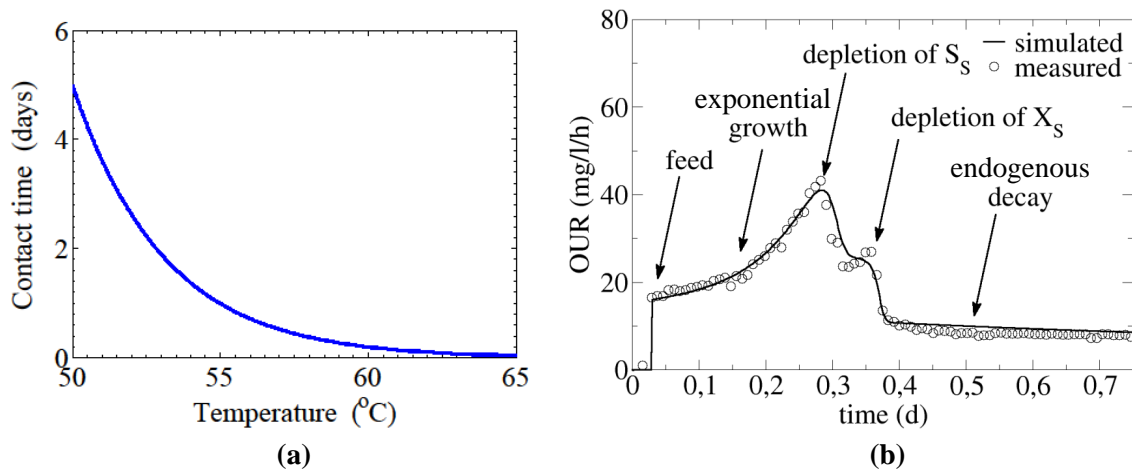 6
4
2
0
50
55
60
65
Contact time (days)
Temperature (°C)
(a)
80
60
40
20
0
0
0,1
0,2
0,3
0,4
0,5
0,6
0,7
OUR (mg/l/h)
time (d)
simulated
measured
depletion of S_S
exponential
growth
depletion of X_S
feed
endogenous
decay
(b)